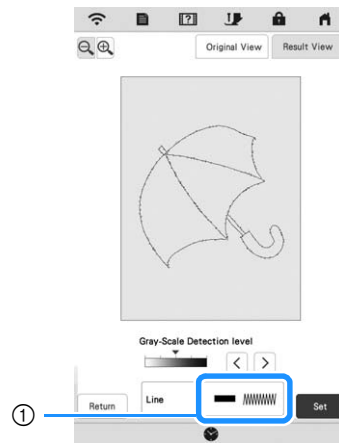 ?
Original View Result View
Gray-Scale Detection level
< >
Line
Return Set
①